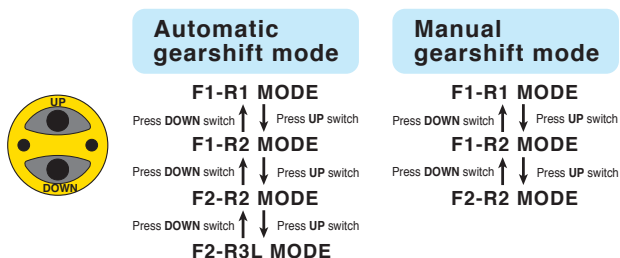 Automatic
gearshift mode
Manual
gearshift mode
UP
DOWN
F1-R1 MODE
Press DOWN switch Press UP switch
F1-R2 MODE
Press DOWN switch Press UP switch
F2-R2 MODE
Press DOWN switch Press UP switch
F2-R3L MODE
F1-R1 MODE
Press DOWN switch Press UP switch
F1-R2 MODE
Press DOWN switch Press UP switch
F2-R2 MODE